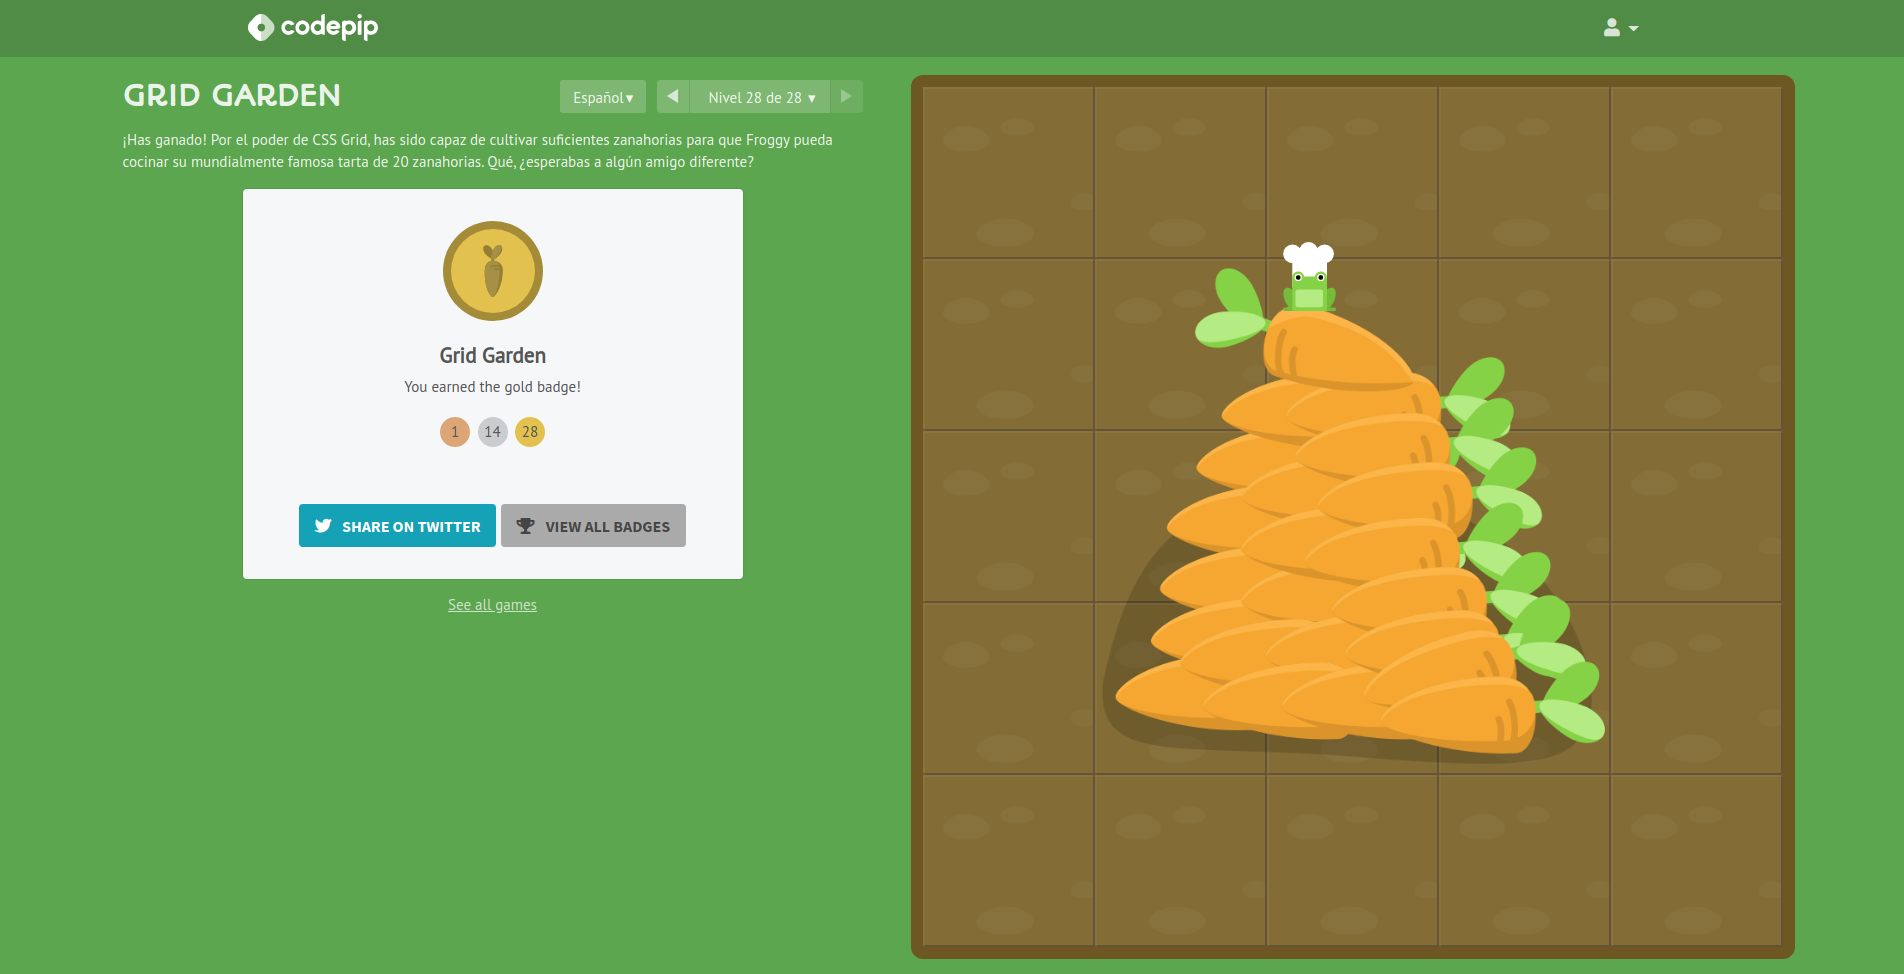 codepip
GRID GARDEN
Español▾
◀
Nivel 28 de 28 ▾
▶
¡Has ganado! Por el poder de CSS Grid, has sido capaz de cultivar suficientes zanahorias para que Froggy pueda
cocinar su mundialmente famosa tarta de 20 zanahorias. Qué, ¿esperabas a algún amigo diferente?
Grid Garden
You earned the gold badge!
1 14 28
SHARE ON TWITTER VIEW ALL BADGES
See all games